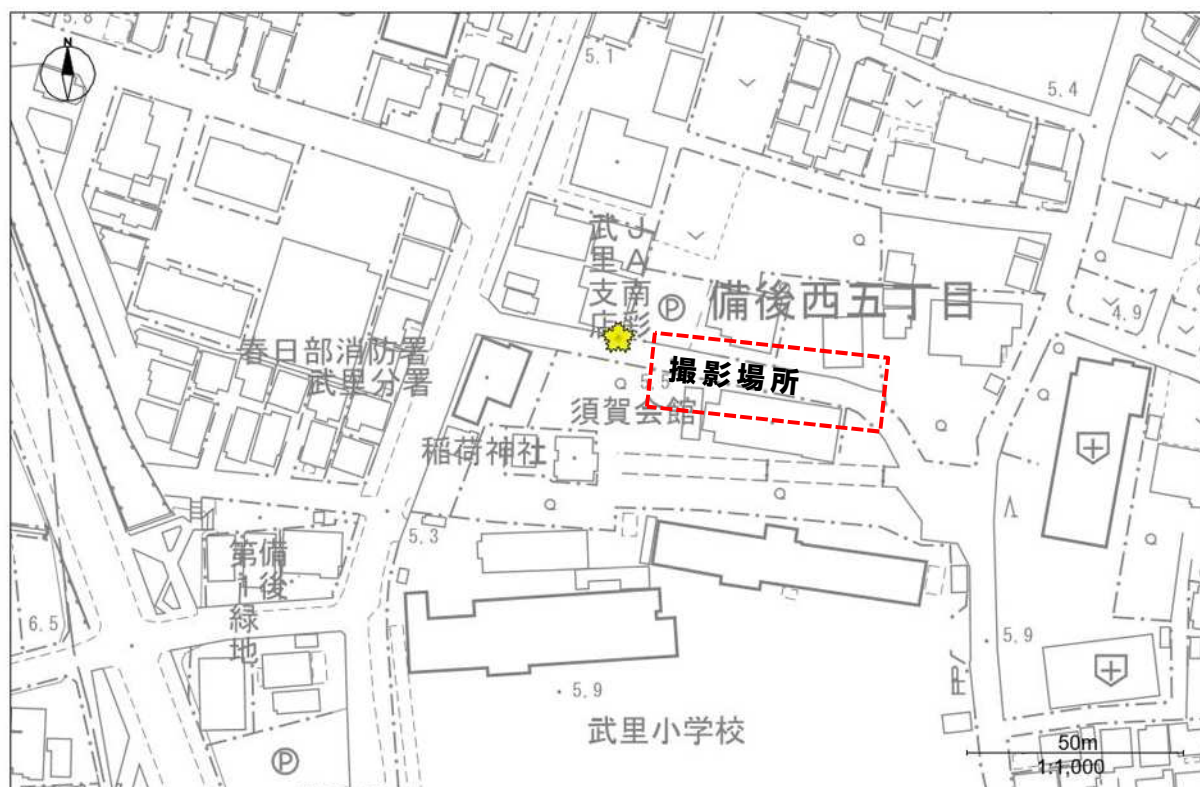 N
5.8
5.1
5.4
JA南彩
武里支店
Ⓟ
備後西五丁目
4.9
春日部消防署
武里分署
撮影場所
5.5
須賀会館
稲荷神社
5.3
備後
第1緑地
6.5
5.9
5.9
武里小学校
Ⓟ
50m
1:1,000